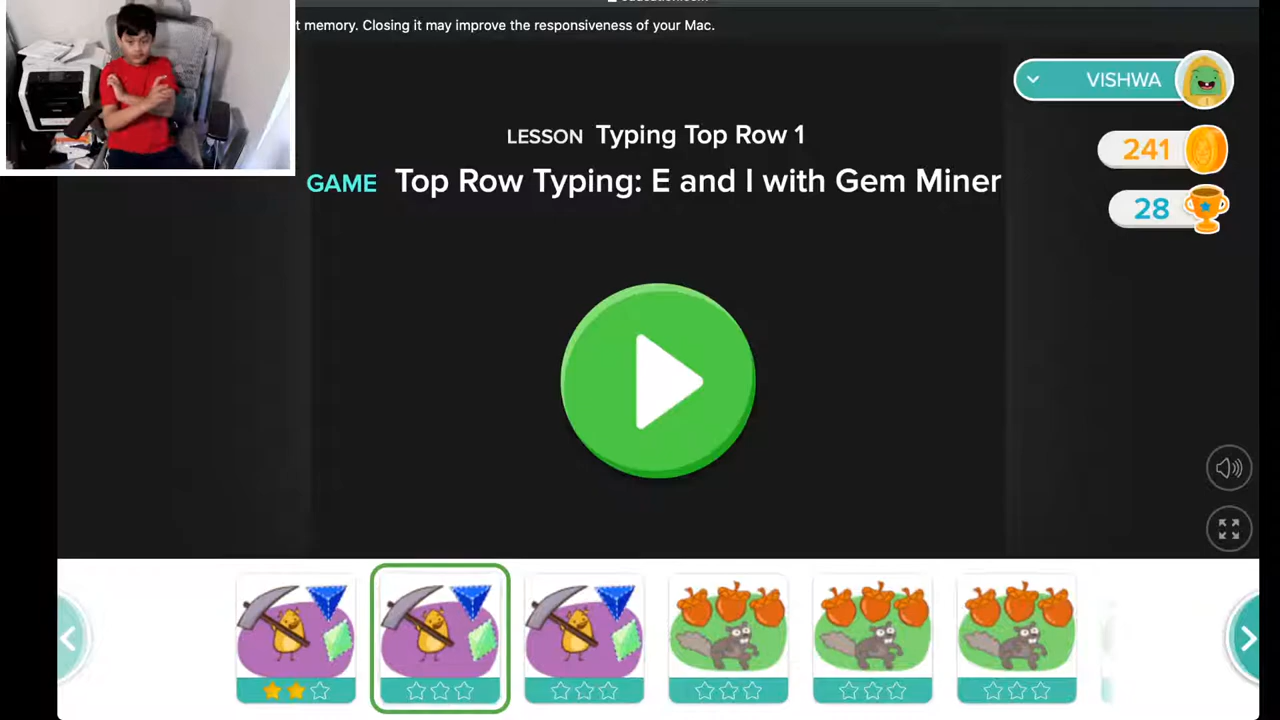 t memory. Closing it may improve the responsiveness of your Mac.
VISHWA
LESSON Typing Top Row 1
241
GAME Top Row Typing: E and I with Gem Miner
28